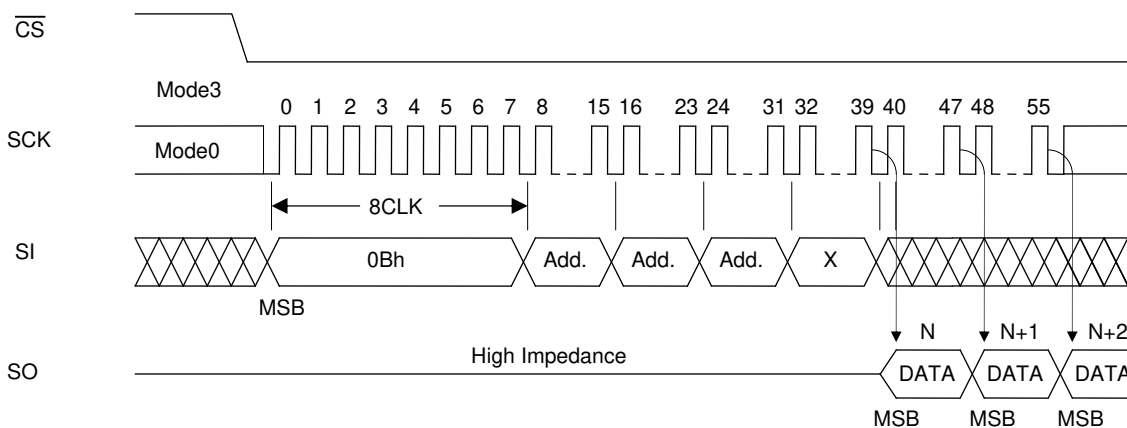 CS
Mode3
0 1 2 3 4 5 6 7 8 15 16 23 24 31 32 39 40 47 48 55
SCK
Mode0
8CLK
SI
0Bh Add. Add. Add. X
MSB
N N+1 N+2
High Impedance
SO
DATA DATA DATA
MSB MSB MSB